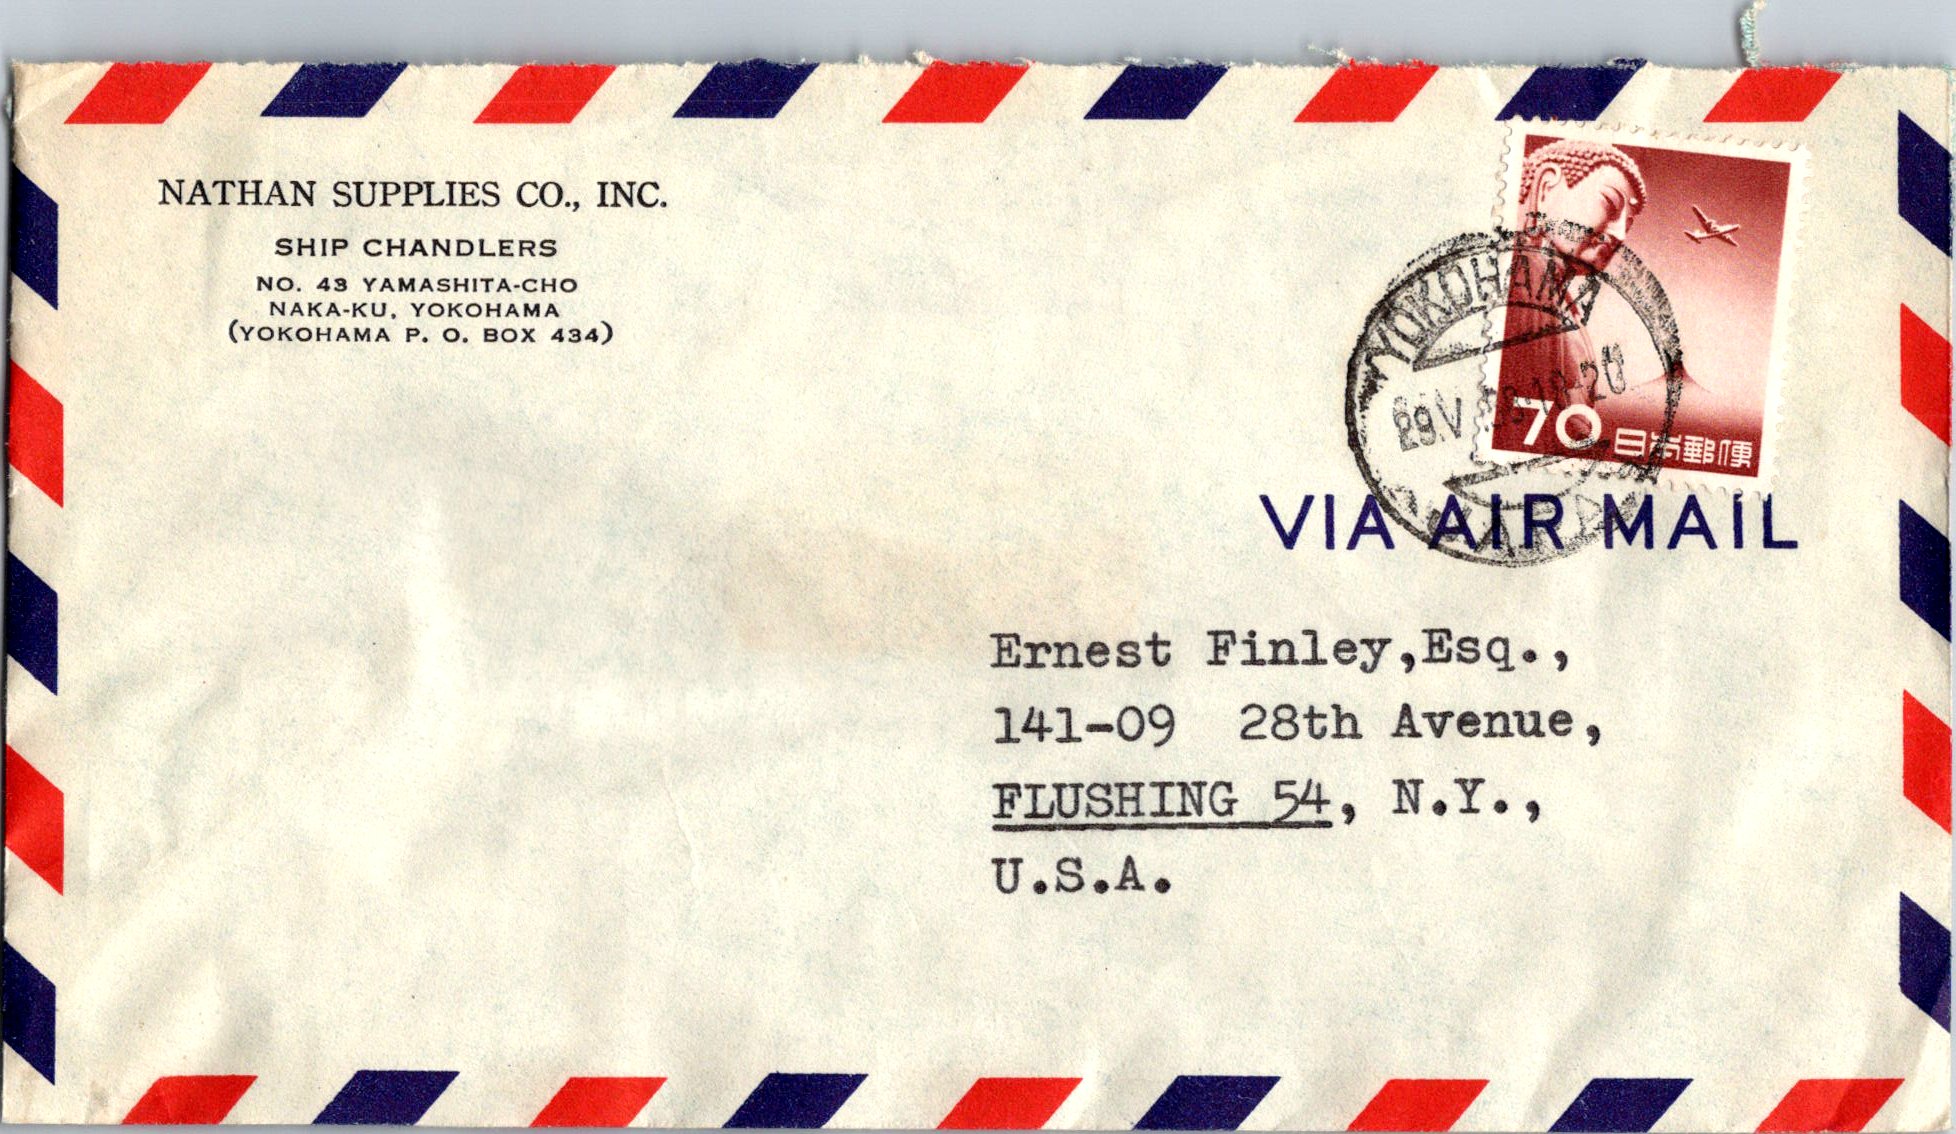 NATHAN SUPPLIES CO., INC.
SHIP CHANDLERS
NO. 43 YAMASHITA-CHO
NAKA-KU, YOKOHAMA
(YOKOHAMA P. O. BOX 434)
70 日本郵便
YOKOHAMA
29.V
VIA AIR MAIL
Ernest Finley,Esq.,
141-09 28th Avenue,
FLUSHING 54, N.Y.,
U.S.A.